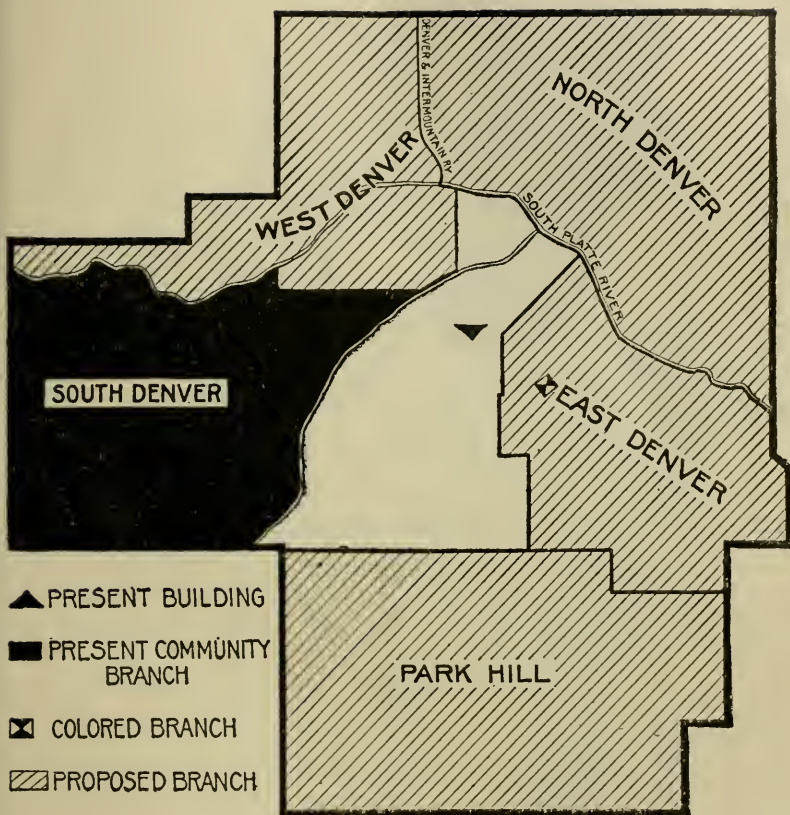 DENVER & INTERMOUNTAIN RY.
NORTH DENVER
WEST DENVER
SOUTH PLATTE RIVER
SOUTH DENVER
EAST DENVER
PARK HILL
PRESENT BUILDING
PRESENT COMMUNITY
BRANCH
COLORED BRANCH
PROPOSED BRANCH